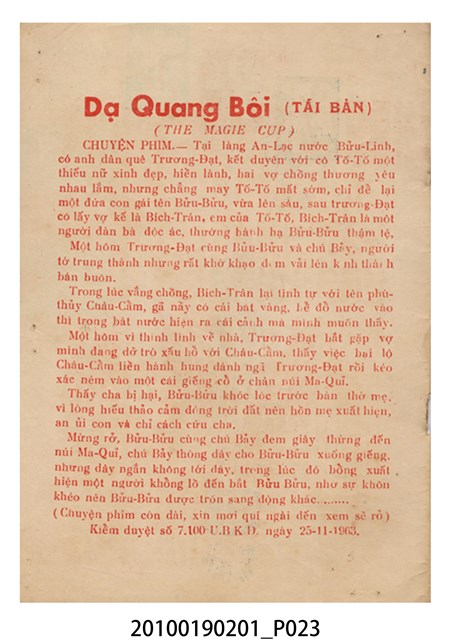 Dạ Quang Bôi (TÁI BẢN)
(THE MAGIE CUP)
CHUYỆN PHIM.— Tại làng An-Lạc nước Bửu-Linh,
có anh dân quê Trương-Đạt, kết duyên với cô Tố-Tố một
thiếu nữ xinh đẹp, hiền lành, hai vợ chồng thương yêu
nhau lắm, nhưng chẳng may Tố-Tố mất sớm, chỉ để lại
một đứa con gái tên Bửu-Bửu, vừa lên sáu, sau trương-Đạt
có lấy vợ kế là Bích-Trân, em của Tố-Tố, Bích-Trân là một
người đàn bà độc ác, thường hành hạ Bửu-Bửu thậm tệ,
Một hôm Trương-Đạt cùng Bửu-Bửu và chú Bảy, người
tớ trung thành nhưng rất khờ khạo đem vải lên kinh thành
bán buôn.
Trong lúc vắng chồng, Bích-Trân lại tình tự với tên phù-
thủy Châu-Cầm, gã nầy có cái bát vàng, hễ đổ nước vào
thì trong bát nước hiện ra cái cảnh mà mình muốn thấy.
Một hôm vì thình lình về nhà, Trương-Đạt bắt gặp vợ
mình đang dở trò xấu hổ với Châu-Cầm, thấy việc bại lộ
Châu-Cầm liền hành hung đánh ngã Trương-Đạt rồi kéo
xác ném vào một cái giếng cổ ở chân núi Ma-Quỉ.
Thấy cha bị hại, Bửu-Bửu khóc lóc trước bàn thờ mẹ,
vì lòng hiếu thảo cảm động trời đất nên hồn mẹ xuất hiện,
an ủi con và chỉ cách cứu cha.
Mừng rỡ, Bửu-Bửu cùng chú Bảy đem giây thừng đến
núi Ma-Quỉ, chú Bảy thòng dây cho Bửu-Bửu xuống giếng,
nhưng dây ngắn không tới đáy, trong lúc đó bỗng xuất
hiện một người khổng lồ đến bắt Bửu Bửu, nhờ sự khôn
khéo nên Bửu-Bửu được trốn sang động khác.........
(Chuyện phim còn dài, xin mời quí ngài đến xem sẽ rõ)
Kiểm duyệt số 7.100 U.B.K.D. ngày 25-11-1963.
20100190201_P023